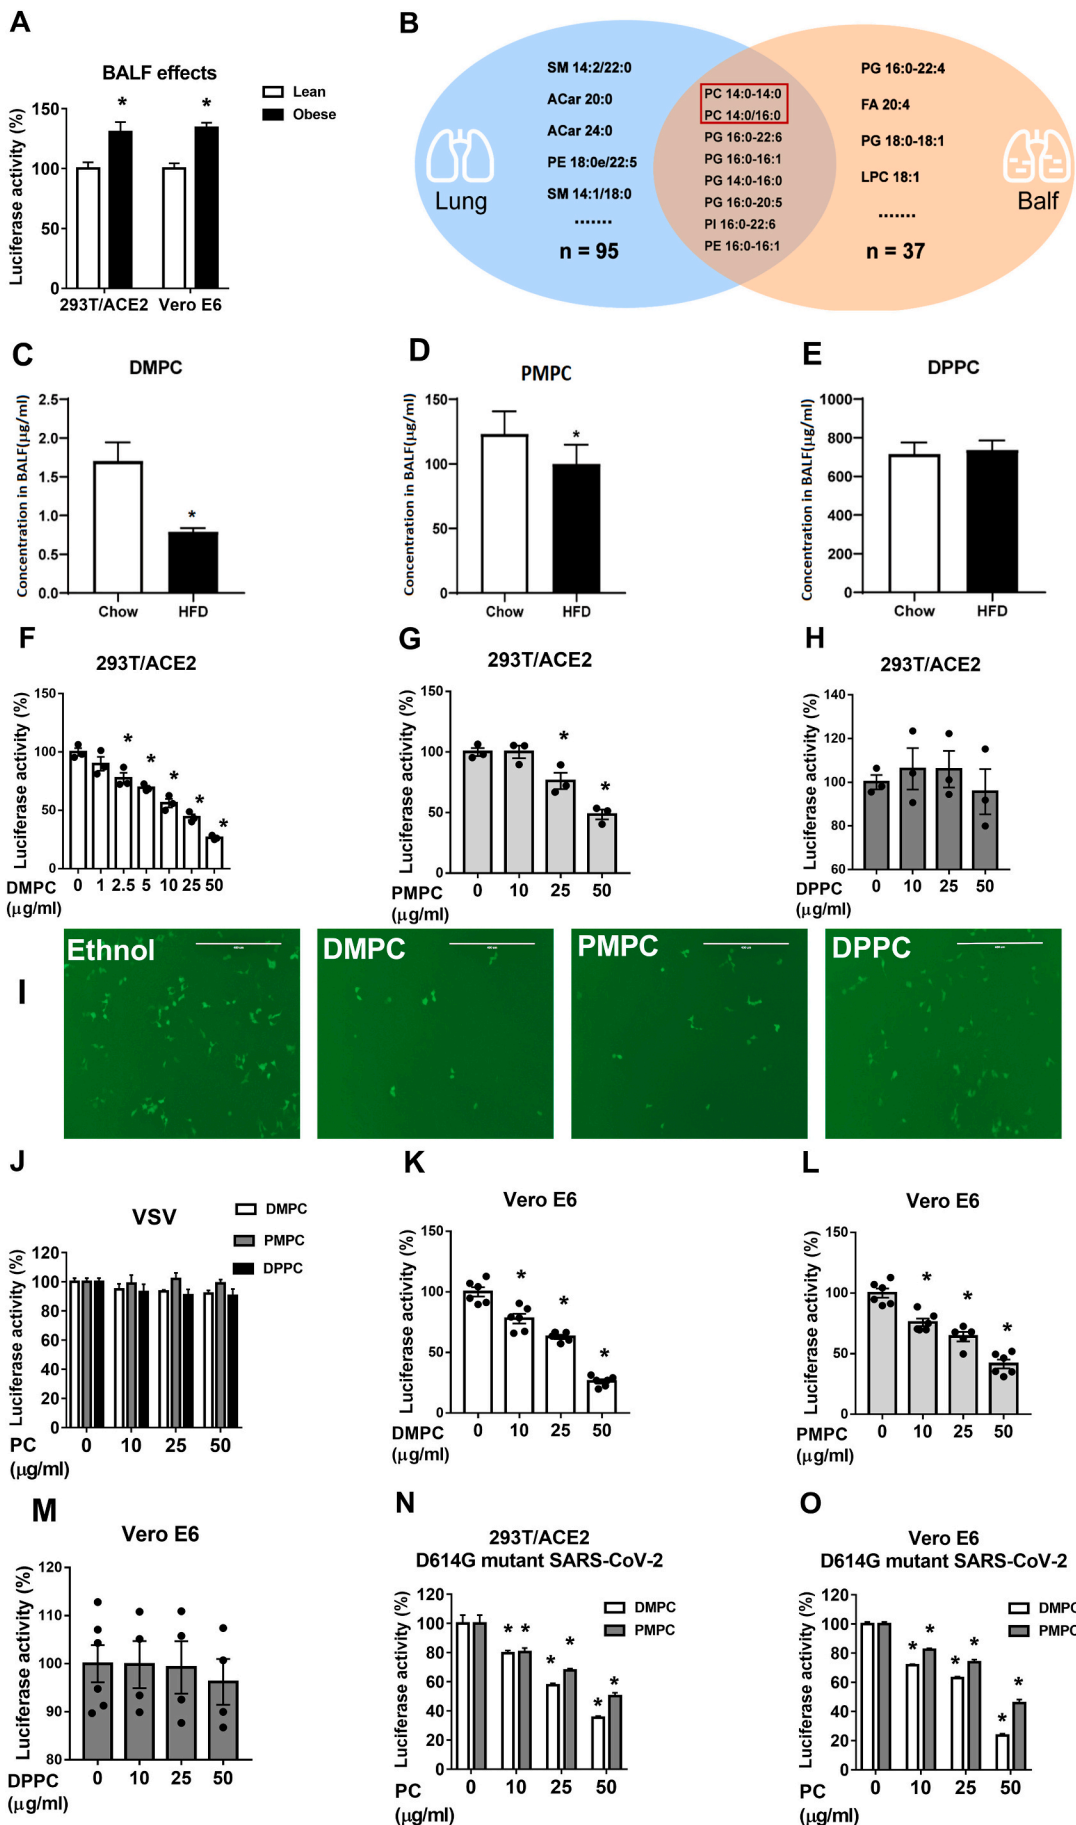 A
BALF effects
Lean
Obese
Luciferase activity (%)
150
100
50
0
293T/ACE2
Vero E6
*
*
B
SM 14:2/22:0
ACar 20:0
ACar 24:0
PE 18:0e/22:5
SM 14:1/18:0
.......
n = 95
Lung
PC 14:0-14:0
PC 14:0/16:0
PG 16:0-22:6
PG 16:0-16:1
PG 14:0-16:0
PG 16:0-20:5
PI 16:0-22:6
PE 16:0-16:1
PG 16:0-22:4
FA 20:4
PG 18:0-18:1
LPC 18:1
......
n = 37
Balf
C
DMPC
Concentration in BALF(μg/ml)
2.5
2.0
1.5
1.0
0.5
0.0
*
Chow
HFD
D
PMPC
Concentration in BALF(μg/ml)
150
100
50
0
*
Chow
HFD
E
DPPC
Concentration in BALF(μg/ml)
1000
800
600
400
200
0
Chow
HFD
F
293T/ACE2
Luciferase activity (%)
150
100
50
0
* * * * *
0 1 2.5 5 10 25 50
DMPC
(μg/ml)
G
293T/ACE2
Luciferase activity (%)
150
100
50
0
* *
0 10 25 50
PMPC
(μg/ml)
H
293T/ACE2
Luciferase activity (%)
140
120
100
80
60
0 10 25 50
DPPC
(μg/ml)
I
Ethnol
DMPC
PMPC
DPPC
J
VSV
DMPC
PMPC
DPPC
Luciferase activity (%)
120
100
80
60
40
20
0
0 10 25 50
PC
(μg/ml)
K
Vero E6
Luciferase activity (%)
150
100
50
0
* * *
0 10 25 50
DMPC
(μg/ml)
L
Vero E6
Luciferase activity (%)
150
100
50
0
* * *
0 10 25 50
PMPC
(μg/ml)
M
Vero E6
Luciferase activity (%)
120
110
100
90
80
0 10 25 50
DPPC
(μg/ml)
N
293T/ACE2
D614G mutant SARS-CoV-2
DMPC
PMPC
Luciferase activity (%)
120
100
80
60
40
20
0
* * * * * *
0 10 25 50
PC
(μg/ml)
O
Vero E6
D614G mutant SARS-CoV-2
DMPC
PMPC
Luciferase activity (%)
120
100
80
60
40
20
0
* * * * * *
0 10 25 50
PC
(μg/ml)